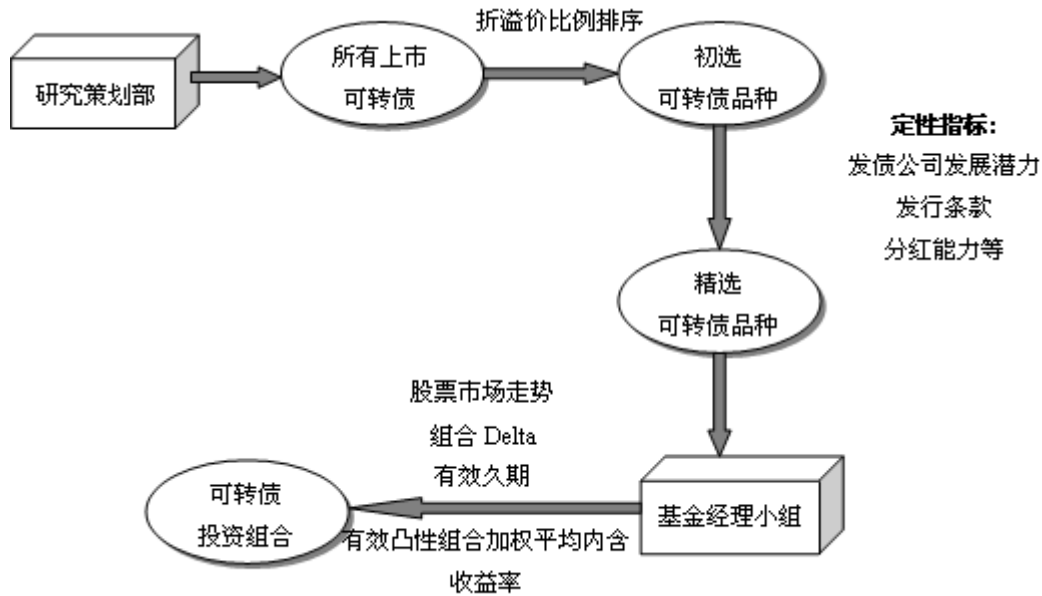 折溢价比例排序
研究策划部
所有上市
可转债
初选
可转债品种
定性指标：
发债公司发展潜力
发行条款
分红能力等
精选
可转债品种
股票市场走势
组合 Delta
有效久期
可转债
投资组合
基金经理小组
有效凸性组合加权平均内含
收益率